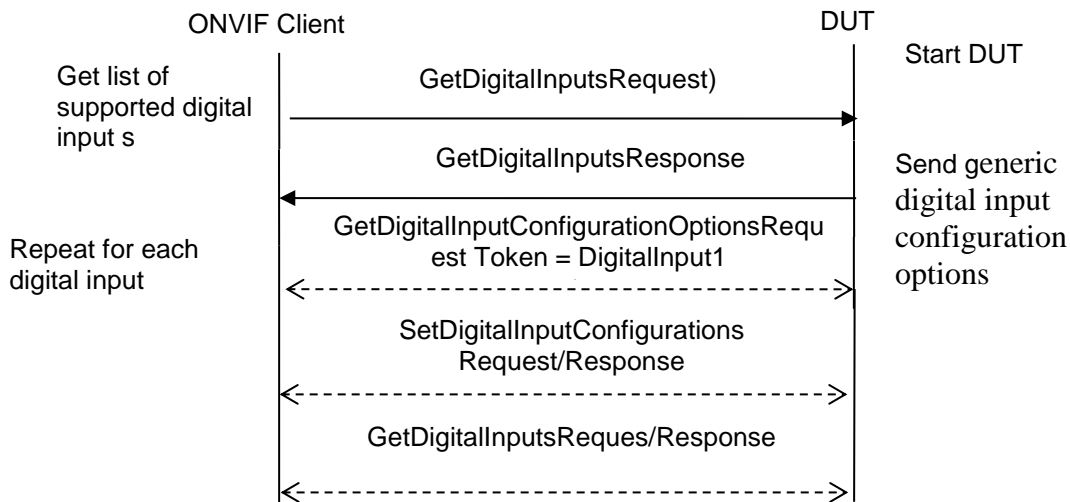 ONVIF Client
DUT
Start DUT
Get list of
supported digital
input s
GetDigitalInputsRequest)
GetDigitalInputsResponse
Send generic
digital input
configuration
options
GetDigitalInputConfigurationOptionsRequ
est Token = DigitalInput1
Repeat for each
digital input
SetDigitalInputConfigurations
Request/Response
GetDigitalInputsReques/Response